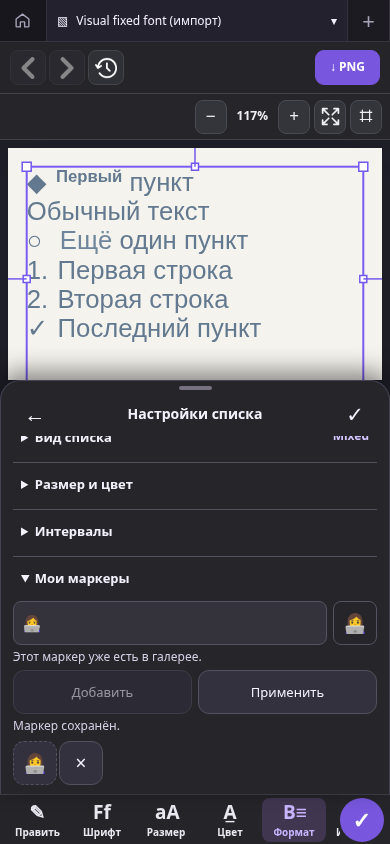 Visual fixed font (импорт)
↓ PNG
117%
◆ Первый пункт
Обычный текст
○ Ещё один пункт
1. Первая строка
2. Вторая строка
✓ Последний пункт
Настройки списка
Вид списка Mixed
Размер и цвет
Интервалы
Мои маркеры
👩‍💻 👩‍💻
Этот маркер уже есть в галерее.
Добавить Применить
Маркер сохранён.
👩‍💻 ×
Править Шрифт Размер Цвет Формат